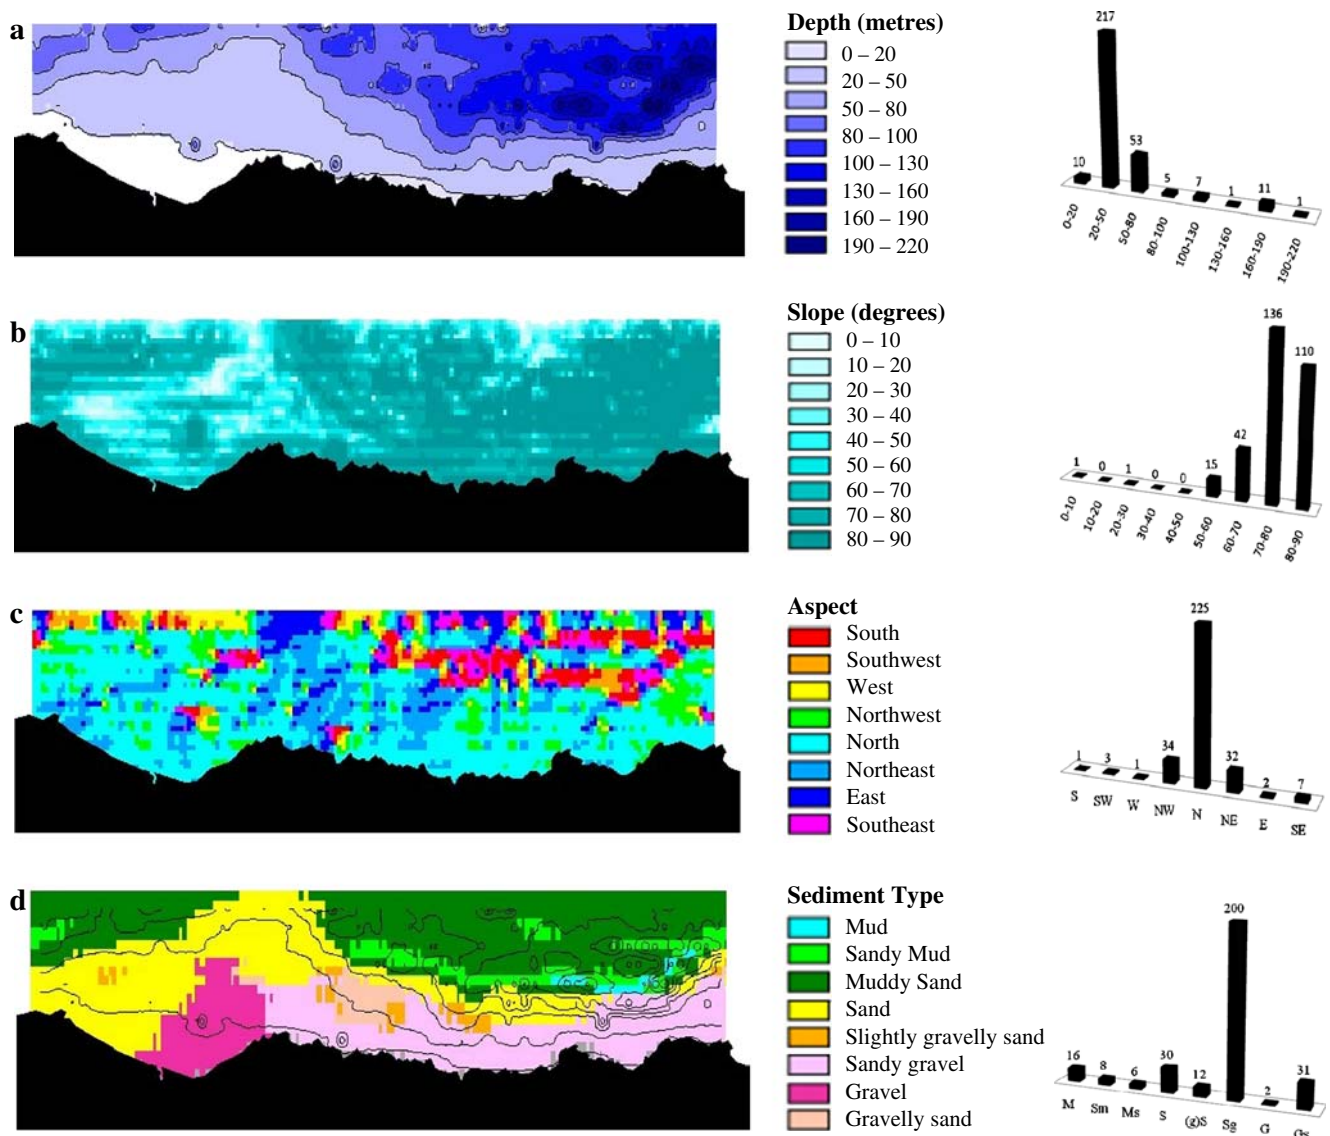 a
Depth (metres)
0 – 20
20 – 50
50 – 80
80 – 100
100 – 130
130 – 160
160 – 190
190 – 220
217
10
53
5
7
1
11
1
0-20
20-50
50-80
80-100
100-130
130-160
160-190
190-220
b
Slope (degrees)
0 – 10
10 – 20
20 – 30
30 – 40
40 – 50
50 – 60
60 – 70
70 – 80
80 – 90
1
0
1
0
0
15
42
136
110
0-10
10-20
20-30
30-40
40-50
50-60
60-70
70-80
80-90
c
Aspect
South
Southwest
West
Northwest
North
Northeast
East
Southeast
1
3
1
34
225
32
2
7
S
SW
W
NW
N
NE
E
SE
d
Sediment Type
Mud
Sandy Mud
Muddy Sand
Sand
Slightly gravelly sand
Sandy gravel
Gravel
Gravelly sand
16
8
6
30
12
200
2
31
M
Sm
Ms
S
(g)S
Sg
G
Gs